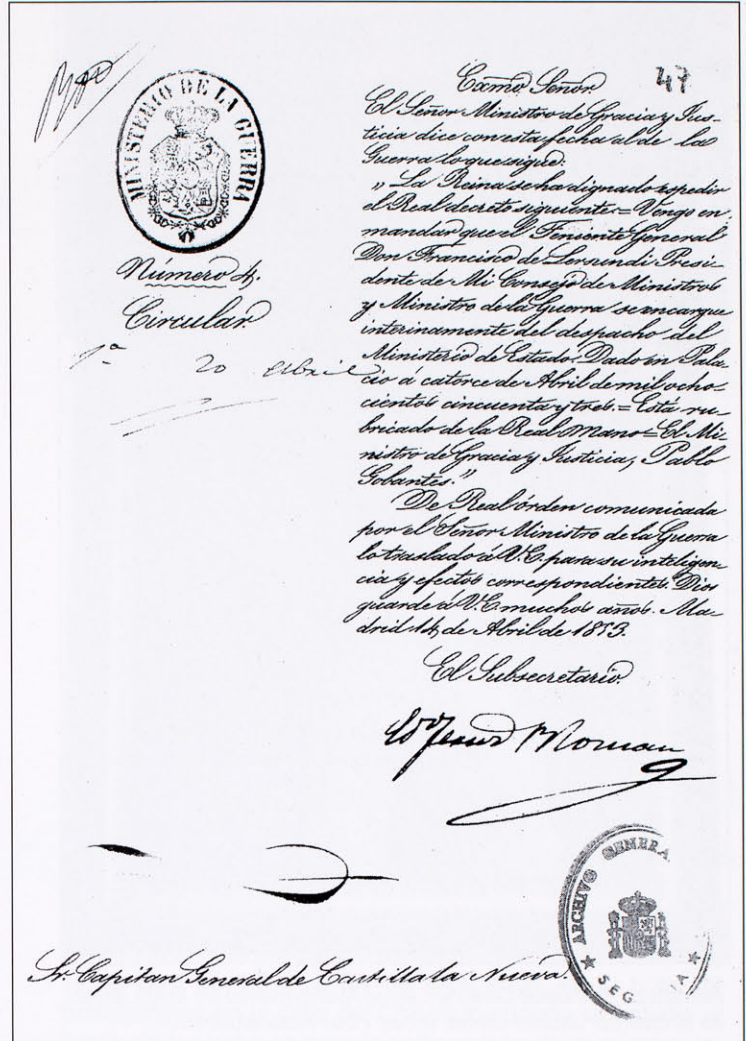 47
MINISTERIO DE LA GUERRA
Número 4.
Circular
1ª 20 Abril
Exmo Señor
El Señor Ministro de Gracia y Jus-
ticia dice con esta fecha al de la
Guerra lo que sigue:
„La Reina se ha dignado espedir
el Real decreto siguiente = Vengo en
mandar que el Teniente General
Don Francisco de Lersundi Presi-
dente de Mi Consejo de Ministros
y Ministro de la Guerra se encargue
interinamente del despacho del
Ministerio de Estado. Dado en Pala-
cio á catorce de Abril de mil ocho-
cientos cincuenta y tres. = Está ru-
bricado de la Real mano = El Mi-
nistro de Gracia y Justicia, Pablo
Gobantes."
De Real órden comunicada
por el Señor Ministro de la Guerra
lo traslado á V.E. para su inteligen-
cia y efectos correspondientes. Dios
guarde á V.E. muchos años. Ma-
drid 14 de Abril de 1853.
El Subsecretario
ARCHIVO GENERA
SEG IA
Sr. Capitan General de Castilla la Nueva.